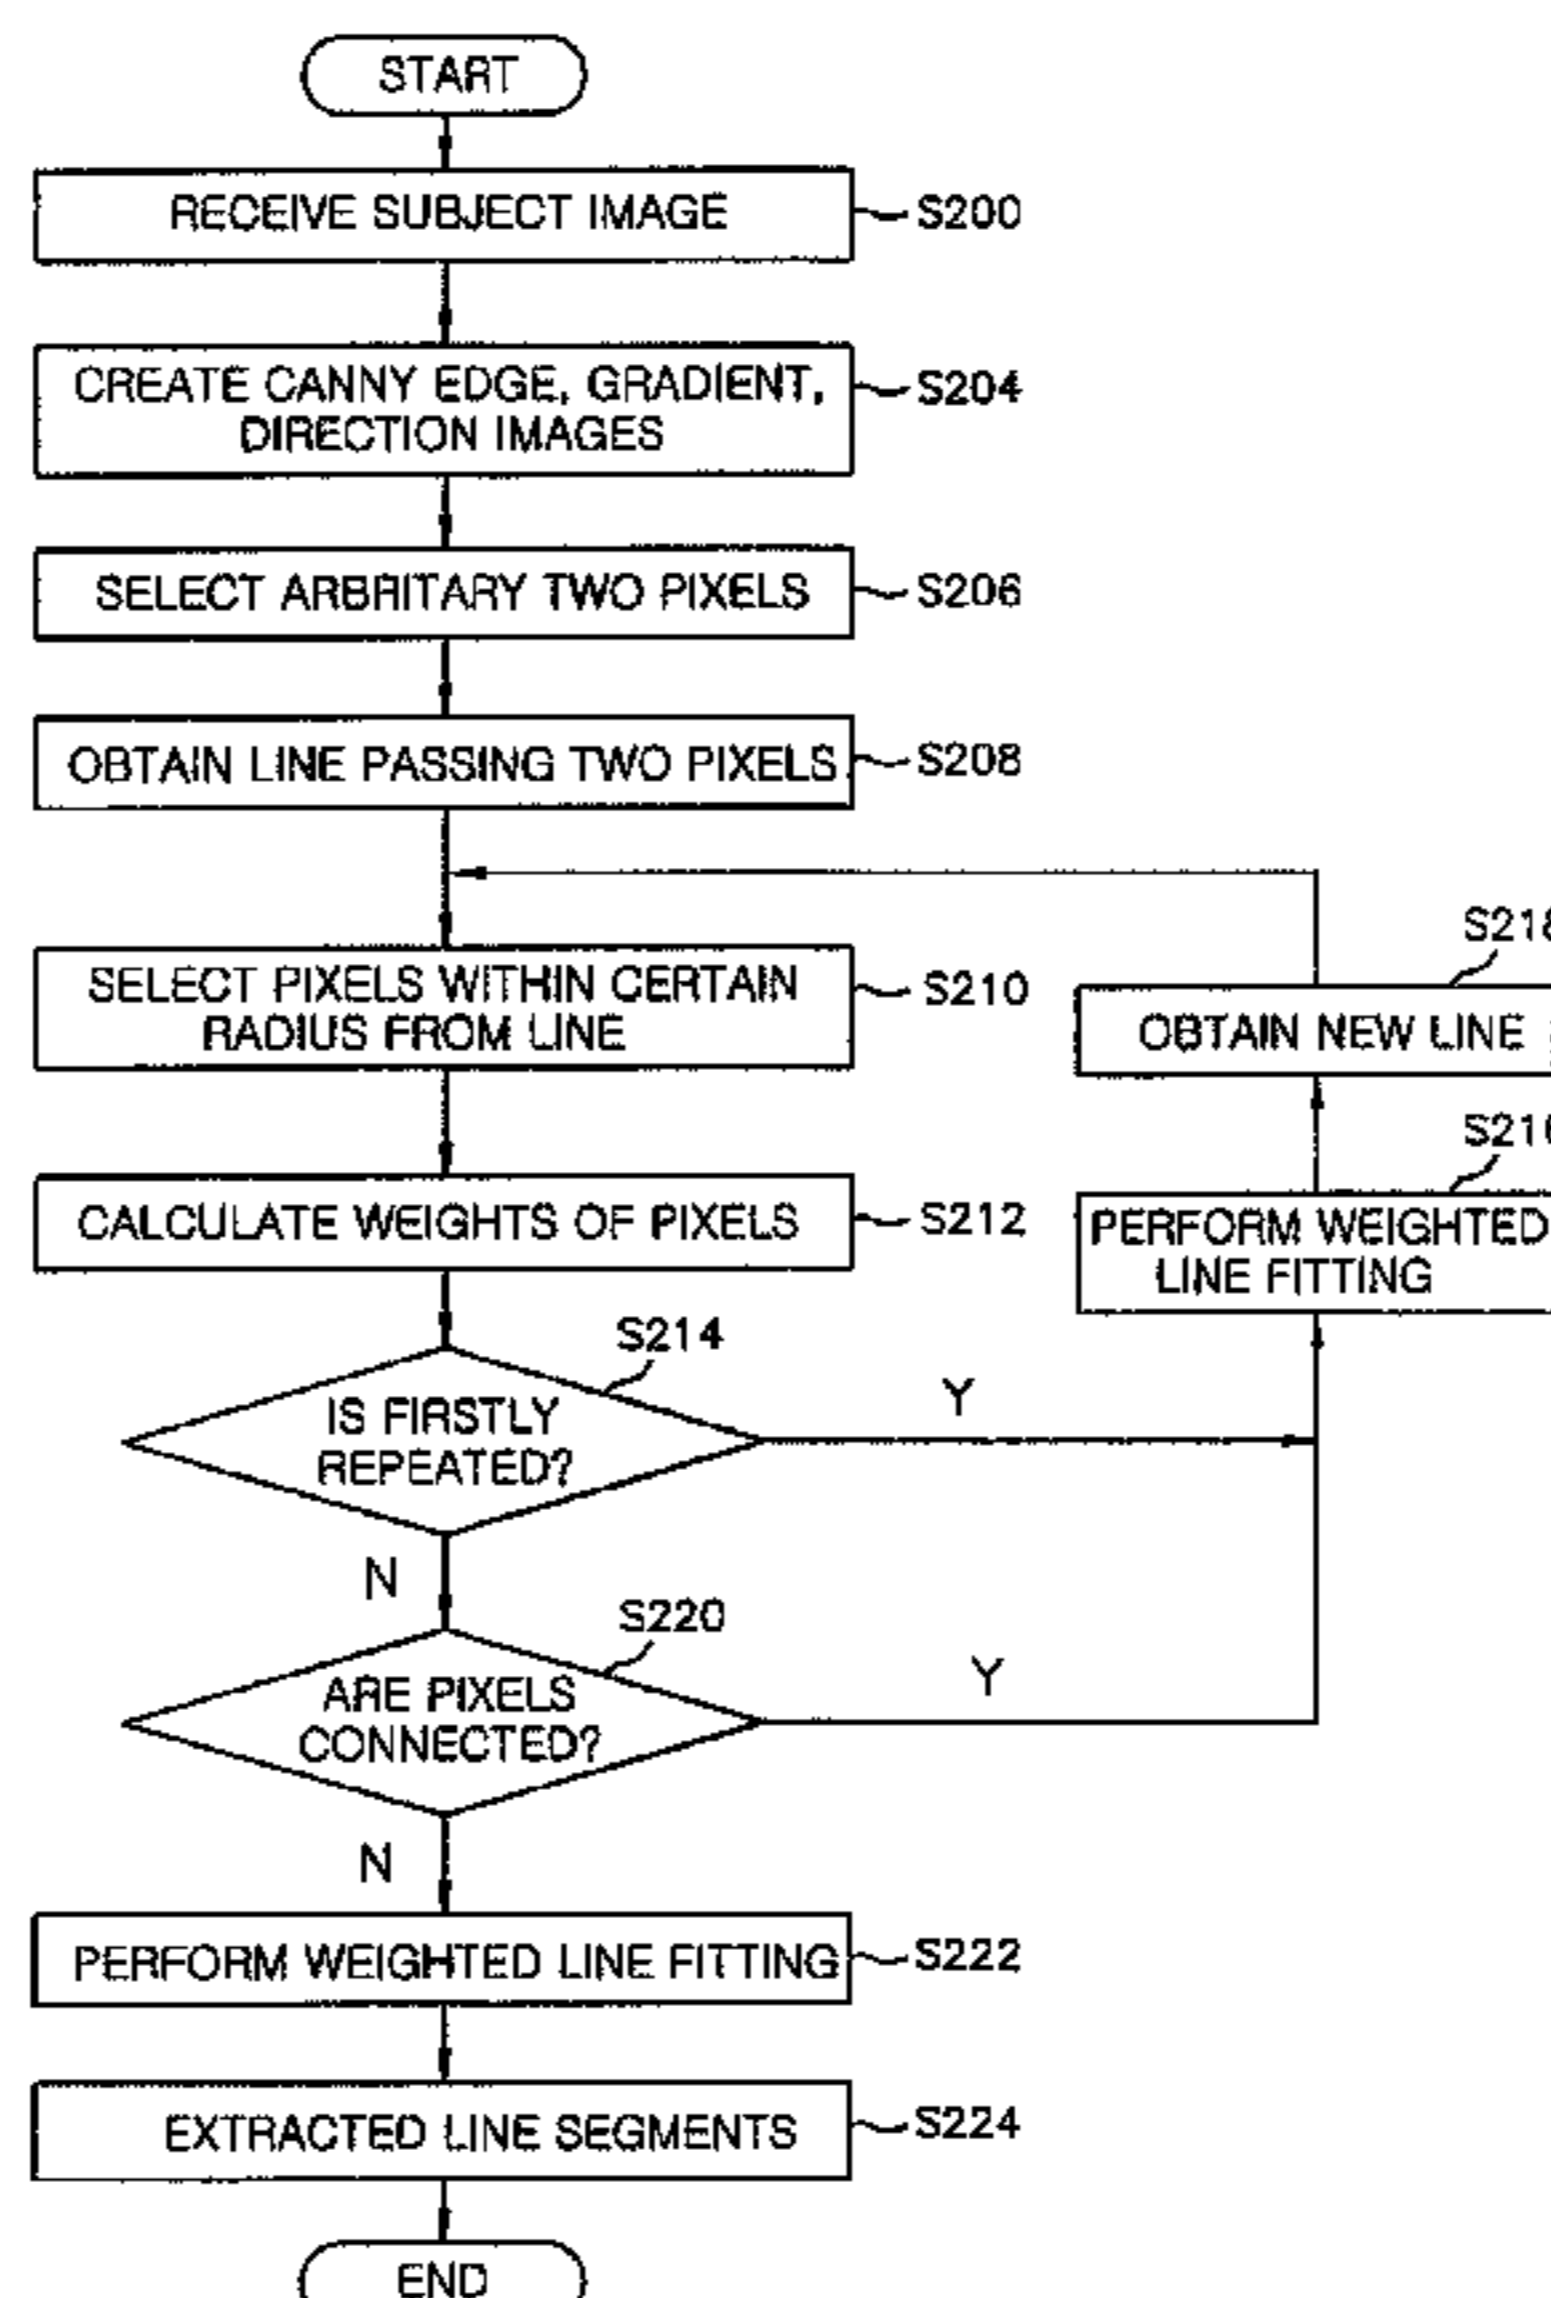 START
RECEIVE SUBJECT IMAGE
S200
CREATE CANNY EDGE, GRADIENT,
DIRECTION IMAGES
S204
SELECT ARBRITARY TWO PIXELS
S206
OBTAIN LINE PASSING TWO PIXELS
S208
SELECT PIXELS WITHIN CERTAIN
RADIUS FROM LINE
S210
S218
OBTAIN NEW LINE
S216
PERFORM WEIGHTED
LINE FITTING
CALCULATE WEIGHTS OF PIXELS
S212
S214
IS FIRSTLY
REPEATED?
Y
N
S220
ARE PIXELS
CONNECTED?
Y
N
PERFORM WEIGHTED LINE FITTING
S222
EXTRACTED LINE SEGMENTS
S224
END